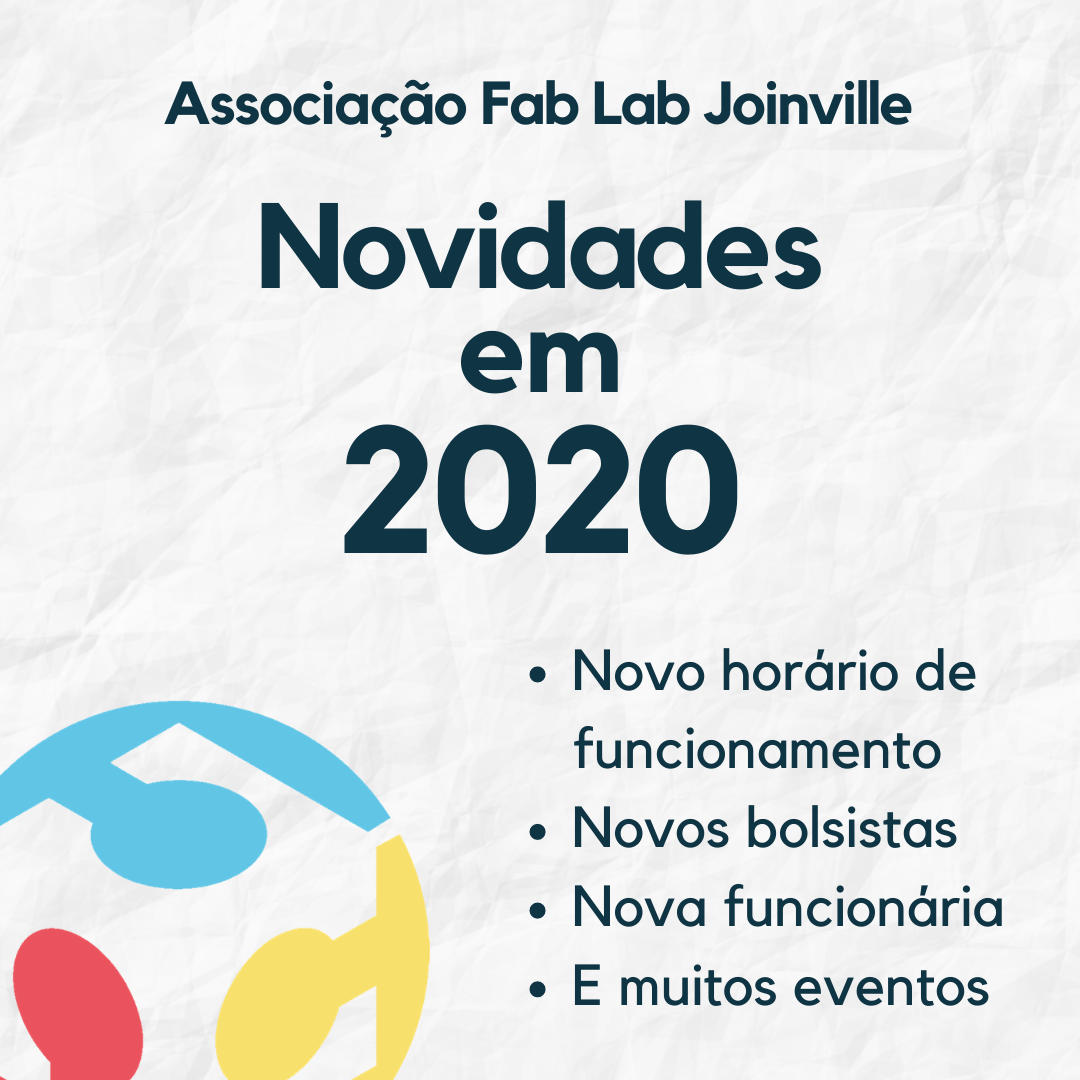 Associação Fab Lab Joinville
Novidades
em
2020
• Novo horário de
funcionamento
• Novos bolsistas
• Nova funcionária
• E muitos eventos